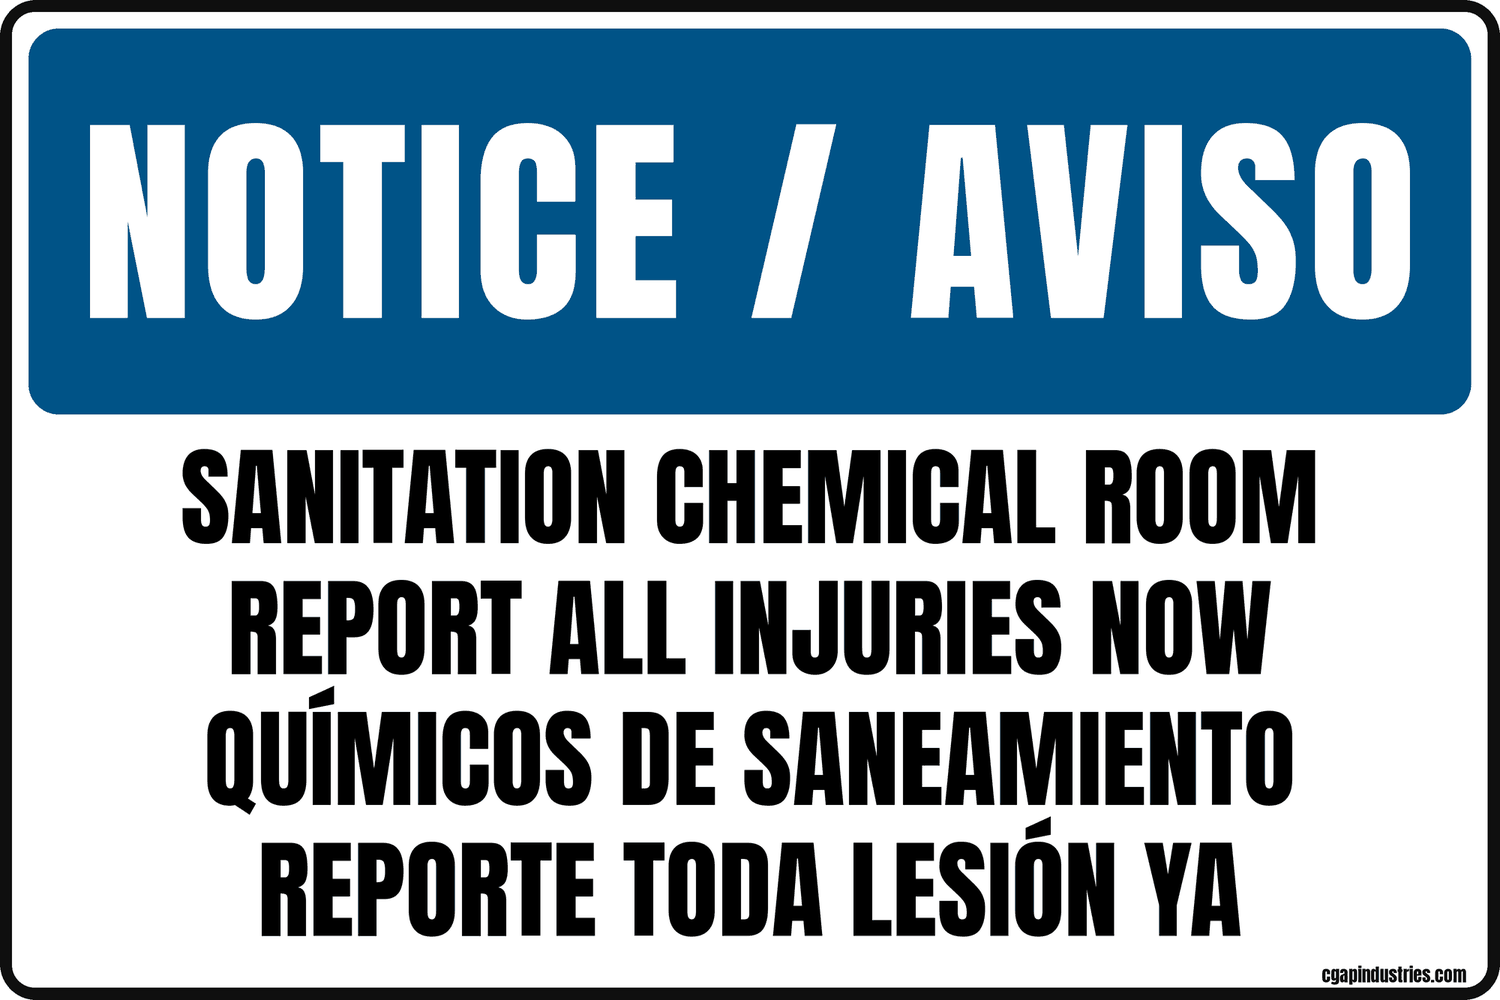 NOTICE / AVISO
SANITATION CHEMICAL ROOM
REPORT ALL INJURIES NOW
QUÍMICOS DE SANEAMIENTO
REPORTE TODA LESIÓN YA
cgapindustries.com